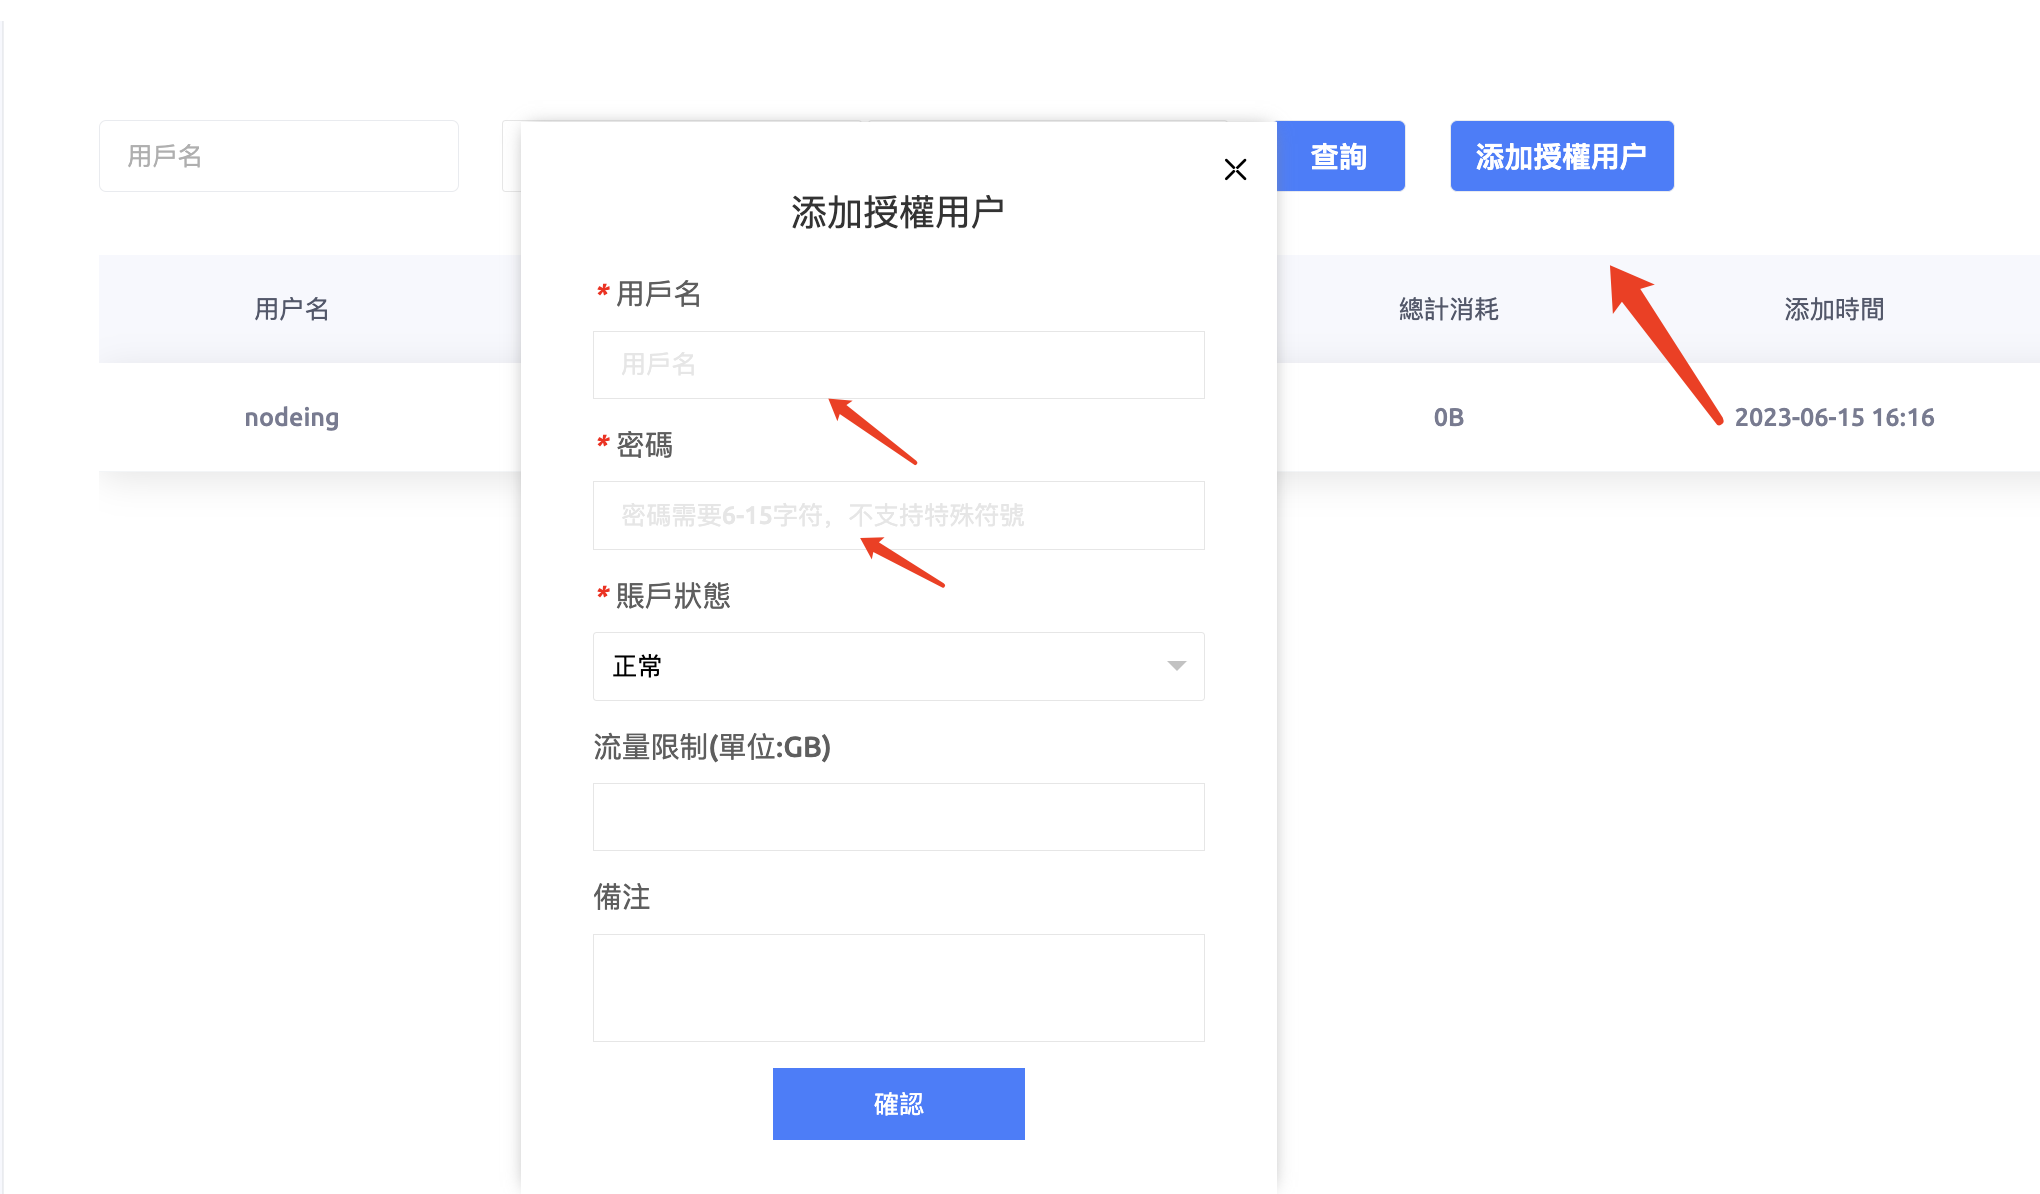 用戶名
查詢
添加授權用户
用户名
總計消耗
添加時間
nodeing
0B
2023-06-15 16:16
添加授權用户
* 用戶名
用戶名
* 密碼
密碼需要6-15字符，不支持特殊符號
* 賬戶狀態
正常
流量限制(單位:GB)
備注
確認